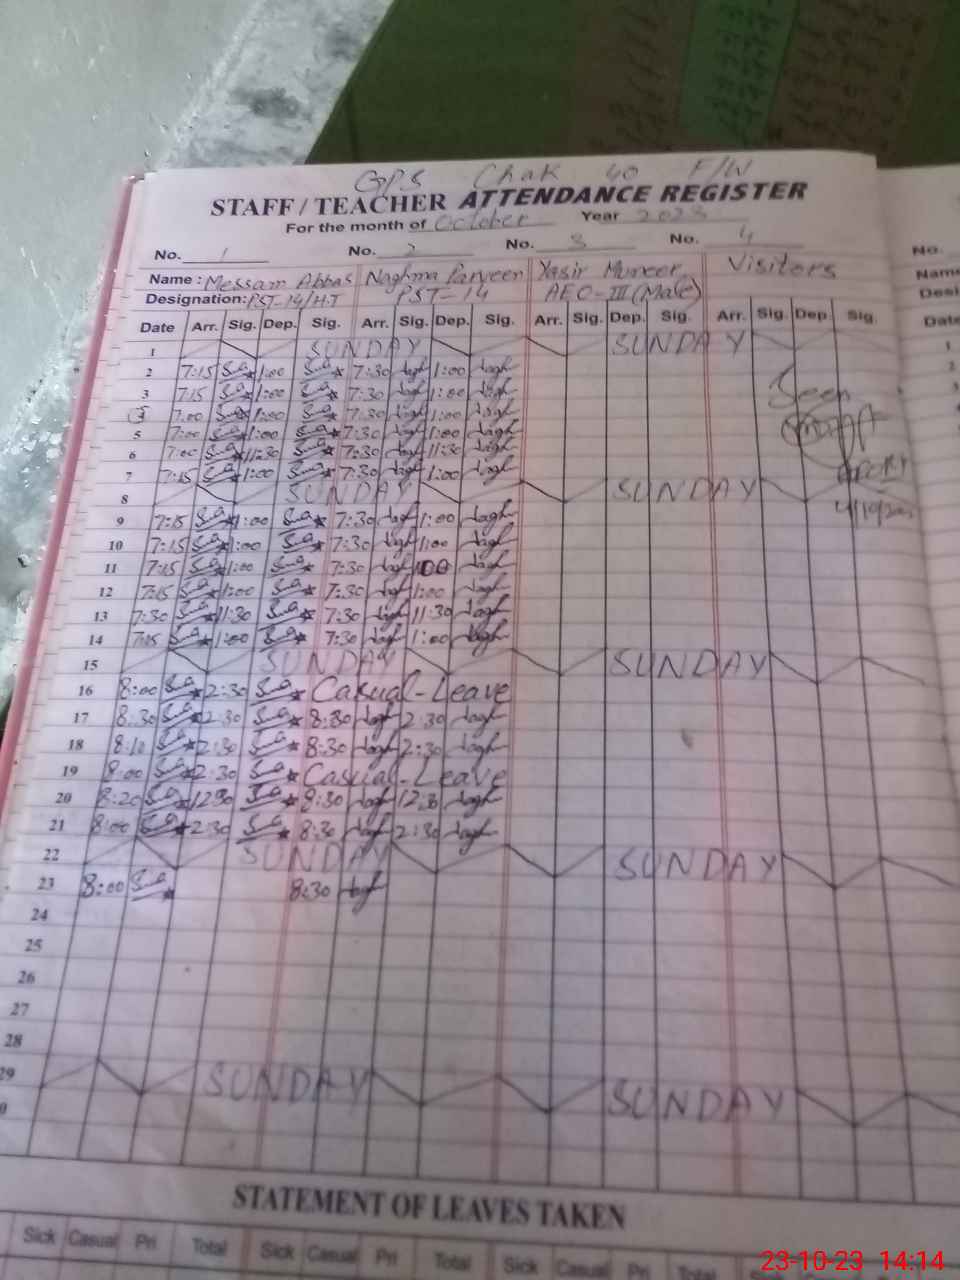 GPS Chak 40 F/W
STAFF / TEACHER ATTENDANCE REGISTER
For the month of October Year 2023
No. 1 No. 2 No. 3 No. 4 No.
Name : Messam Abbas Naghma Parveen Yasir Muneer Visitors Name
Designation: PST-14/H.T PST-14 AEO-III (Male) Desi
Date Arr. Sig. Dep. Sig. Arr. Sig. Dep. Sig. Arr. Sig. Dep. Sig. Arr. Sig. Dep. Sig. Date
1 SUNDAY SUNDAY 1
2 7:15 1:00 7:30 1:00 2
3 7:15 1:00 7:30 1:00 Seen
4 7:00 1:00 7:30 1:00
5 7:00 1:00 7:30 1:00
6 7:00 11:30 7:30 11:30
7 7:15 1:00 7:30 1:00
8 SUNDAY SUNDAY
9 7:15 1:00 7:30 1:00
10 7:15 1:00 7:30 1:00
11 7:15 1:00 7:30 1:00
12 7:15 1:00 7:30 1:00
13 7:30 11:30 7:30 11:30
14 7:15 1:00 7:30 1:00
15 SUNDAY SUNDAY
16 8:00 2:30 Casual-Leave
17 8:30 2:30 8:30 2:30
18 8:10 2:30 8:30 2:30
19 8:00 2:30 Casual-Leave
20 8:20 1230 8:30 12:30
21 8:00 2:30 8:30 2:30
22 SUNDAY SUNDAY
23 8:00 8:30
24
25
26
27
28
29 SUNDAY SUNDAY
0
STATEMENT OF LEAVES TAKEN
Sick Casual Pri Total Sick Casual Pri Total Sick Casual Pri Total Sick
23-10-23 14:14